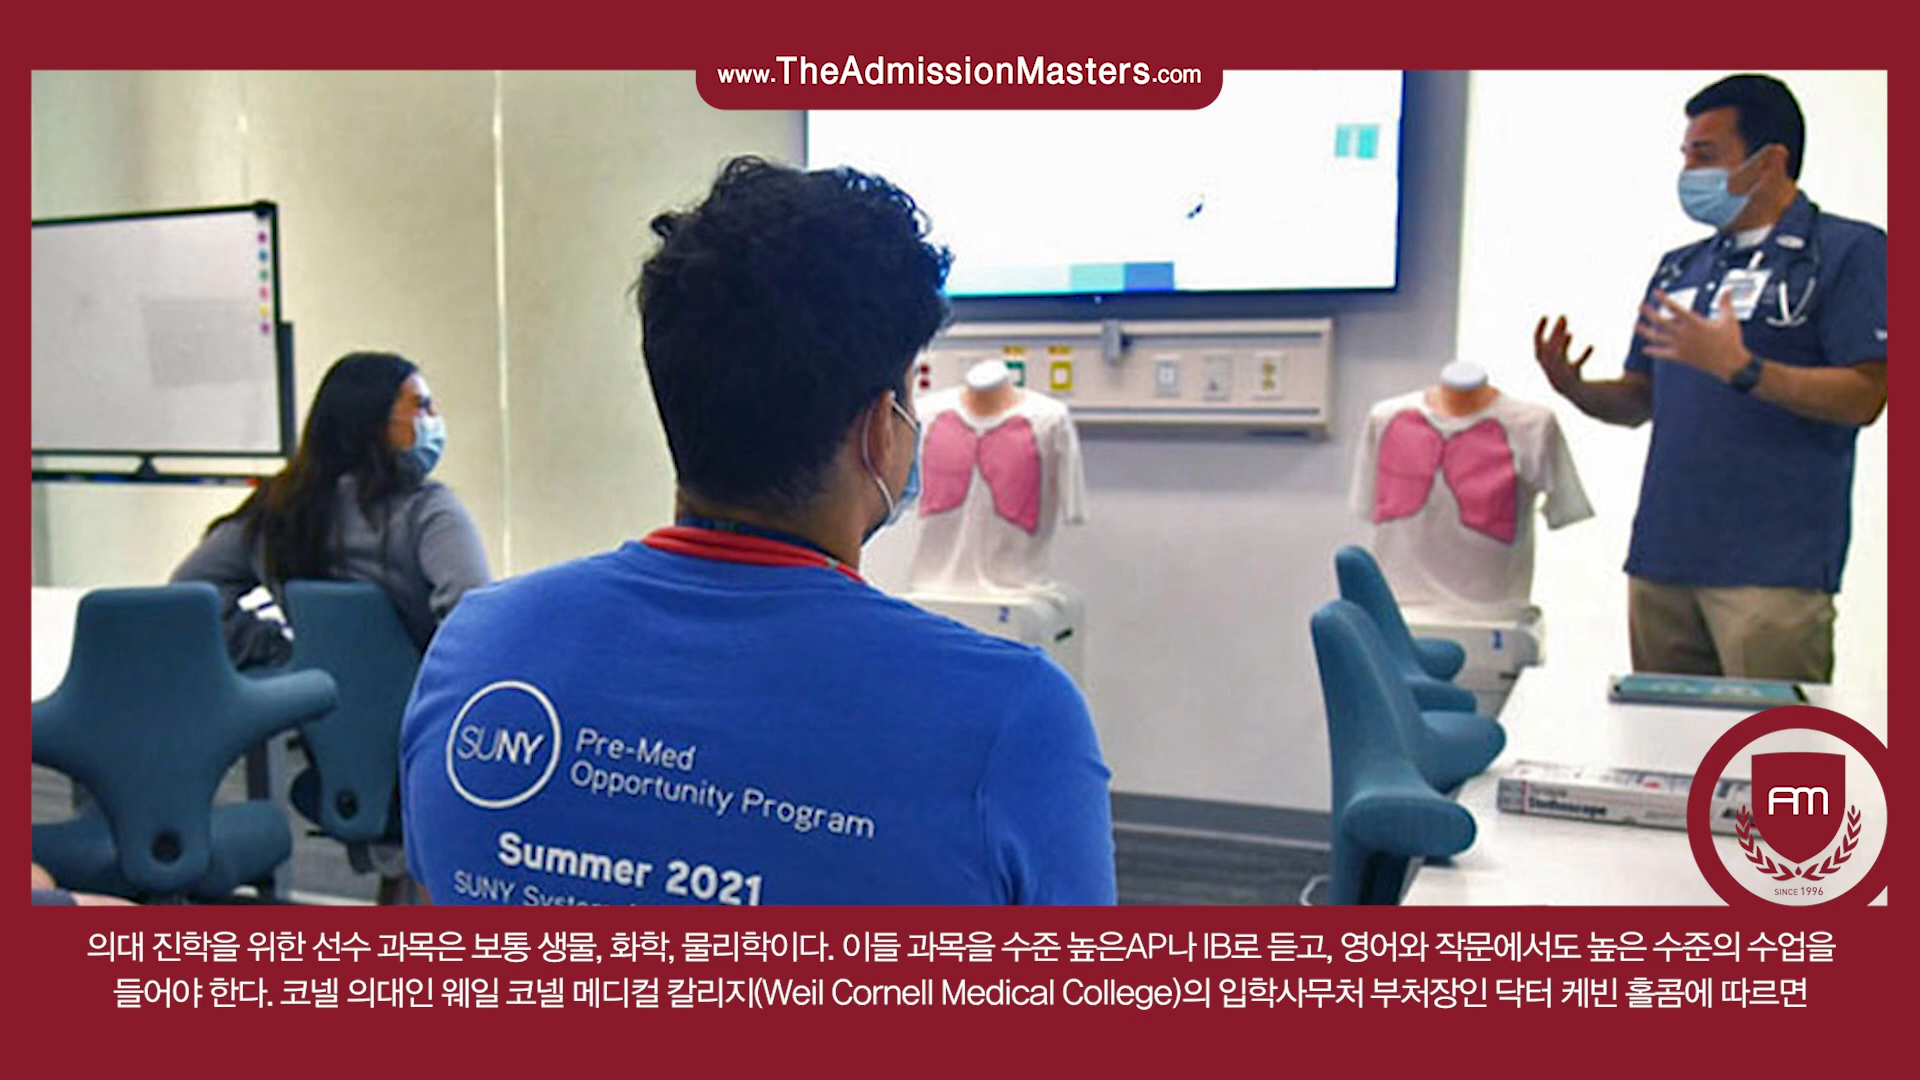 www.TheAdmissionMasters.com
SUNY
Pre-Med
Opportunity Program
Summer 2021
SUNY
2
3
Stethoscope
AM
SINCE 1996
의대 진학을 위한 선수 과목은 보통 생물, 화학, 물리학이다. 이들 과목을 수준 높은AP나 IB로 듣고, 영어와 작문에서도 높은 수준의 수업을
들어야 한다. 코넬 의대인 웨일 코넬 메디컬 칼리지(Weil Cornell Medical College)의 입학사무처 부처장인 닥터 케빈 홀콤에 따르면